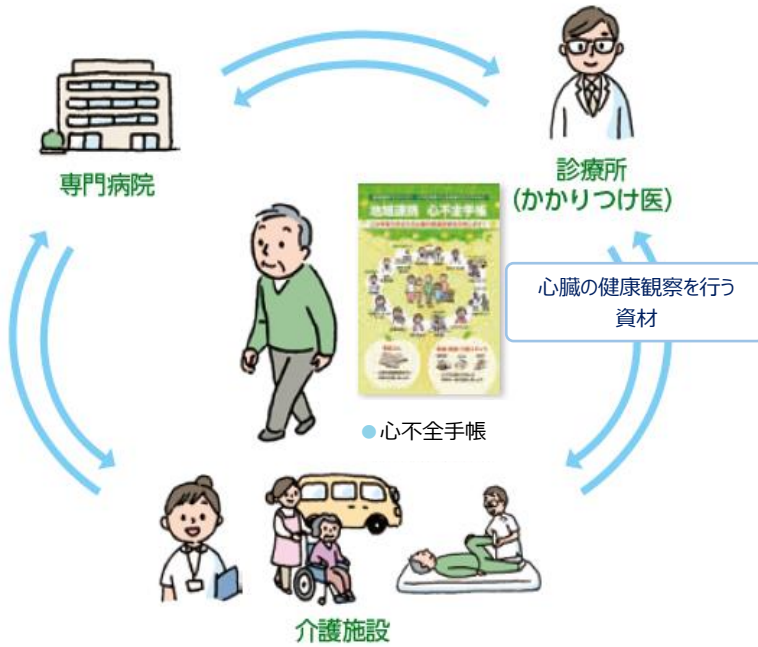 専門病院
診療所
(かかりつけ医)
地域連携 心不全手帳
心臓の健康観察を行う
資材
●心不全手帳
介護施設